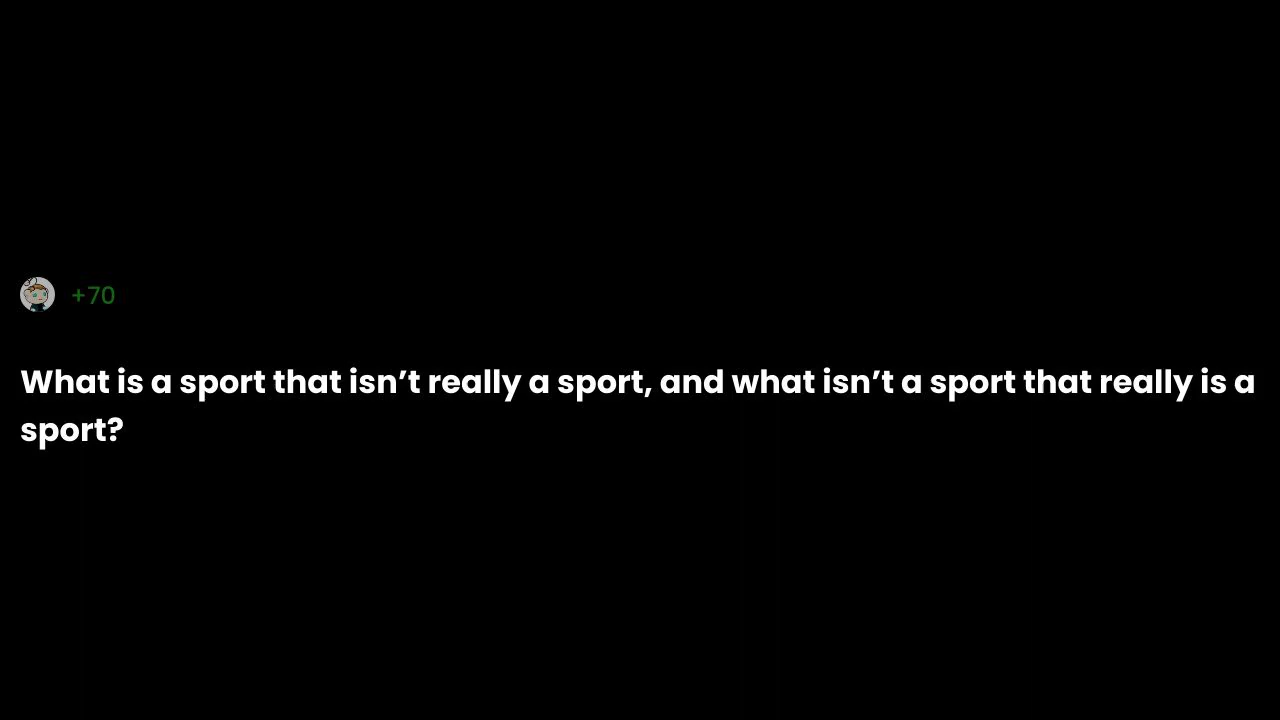 +70
What is a sport that isn’t really a sport, and what isn’t a sport that really is a
sport?